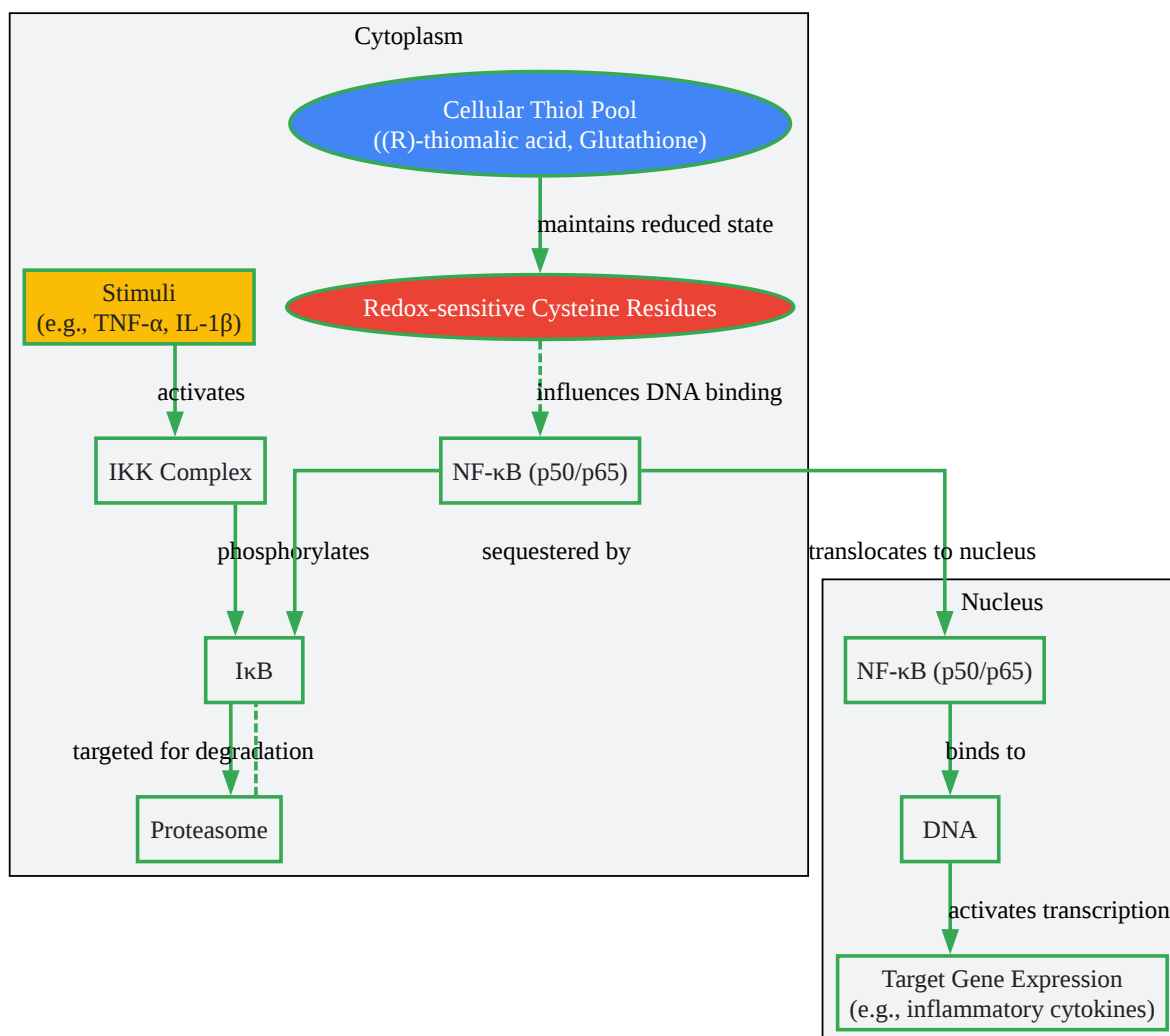 Cytoplasm
Cellular Thiol Pool
((R)-thiomalic acid, Glutathione)
maintains reduced state
Stimuli
(e.g., TNF-α, IL-1β)
Redox-sensitive Cysteine Residues
activates
influences DNA binding
IKK Complex
NF-κB (p50/p65)
phosphorylates
sequestered by
translocates to nucleus
Nucleus
IκB
NF-κB (p50/p65)
targeted for degradation
binds to
Proteasome
DNA
activates transcription
Target Gene Expression
(e.g., inflammatory cytokines)